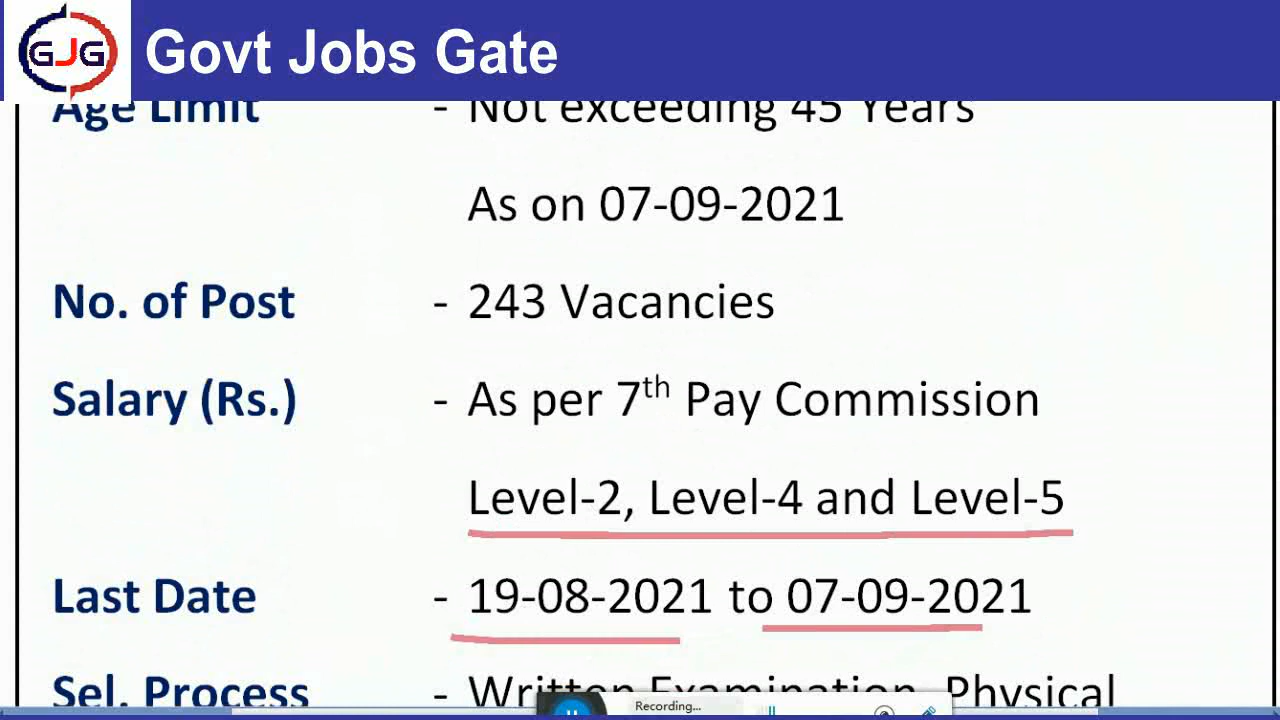 GJG Govt Jobs Gate
Age Limit - Not exceeding 45 Years
As on 07-09-2021
No. of Post - 243 Vacancies
Salary (Rs.) - As per 7th Pay Commission
Level-2, Level-4 and Level-5
Last Date - 19-08-2021 to 07-09-2021
Sel. Process - Written Examination, Physical
Recording...